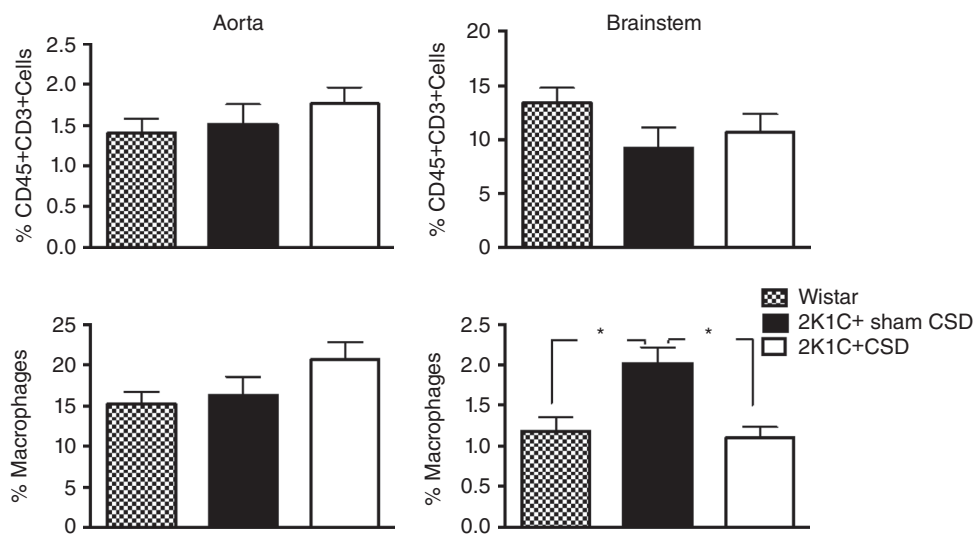 Aorta
% CD45+CD3+Cells
2.5
2.0
1.5
1.0
0.5
0.0
Brainstem
% CD45+CD3+Cells
20
15
10
5
0
% Macrophages
25
20
15
10
5
0
% Macrophages
2.5
2.0
1.5
1.0
0.5
0.0
* *
Wistar
2K1C+ sham CSD
2K1C+CSD